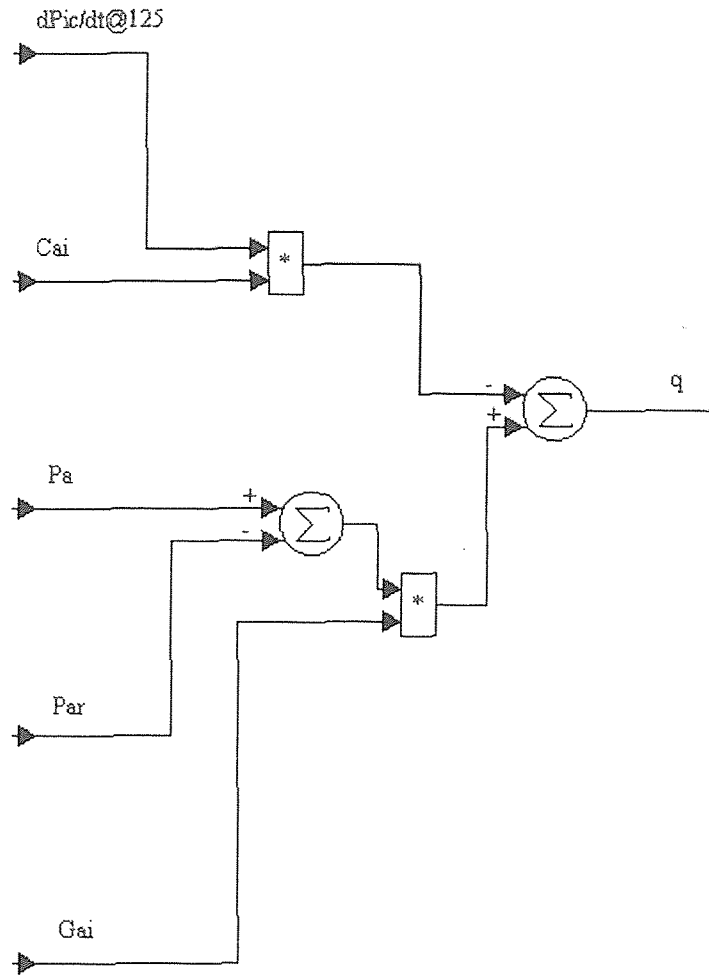 dPic/dt@125
Cai
*
-
q
+
Σ
Pa
+
-
Σ
*
Par
Gai